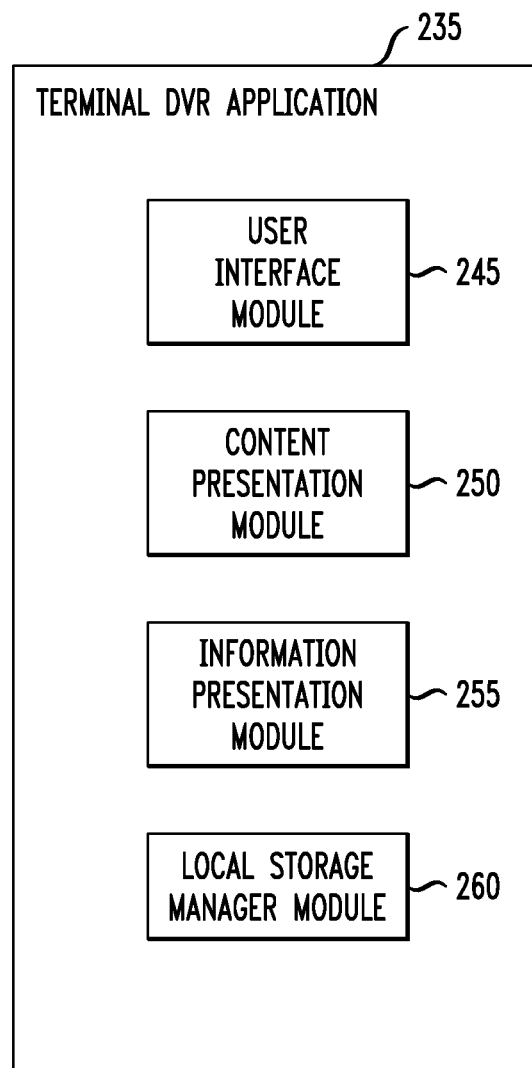 235
TERMINAL DVR APPLICATION
USER
INTERFACE
MODULE
245
CONTENT
PRESENTATION
MODULE
250
INFORMATION
PRESENTATION
MODULE
255
LOCAL STORAGE
MANAGER MODULE
260